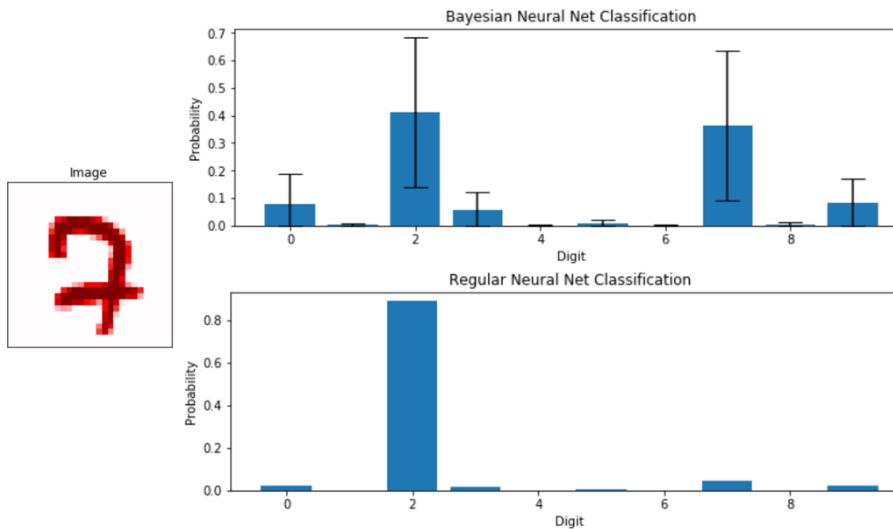 Bayesian Neural Net Classification
0.7
0.6
0.5
0.4
0.3
0.2
0.1
0.0
Probability
0 2 4 6 8
Digit
Image
Regular Neural Net Classification
0.8
0.6
0.4
0.2
0.0
Probability
0 2 4 6 8
Digit